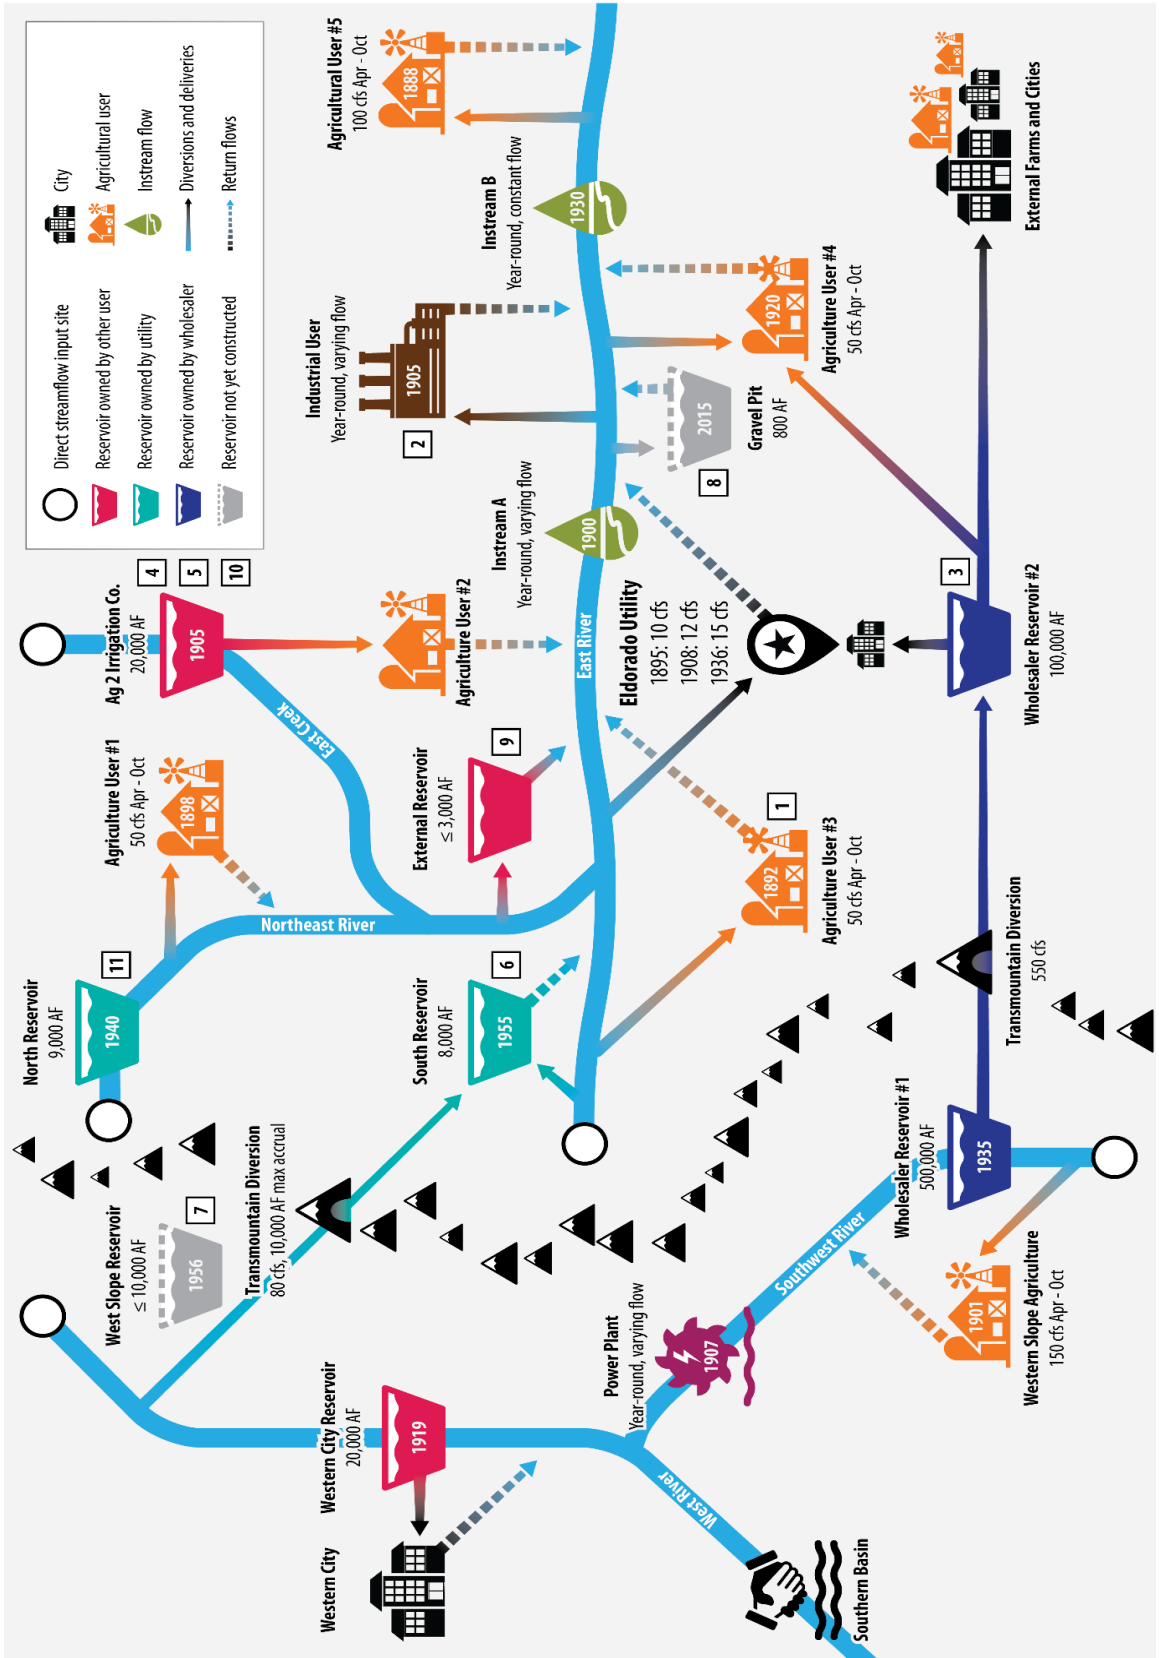 West Slope Reservoir
≤ 10,000 AF
1956
7
North Reservoir
9,000 AF
1940
11
Agriculture User #1
50 cfs Apr - Oct
1898
Ag 2 Irrigation Co.
20,000 AF
1905
4
5
10
Direct streamflow input site
Reservoir owned by other user
Reservoir owned by utility
Reservoir owned by wholesaler
Reservoir not yet constructed
City
Agricultural user
Instream flow
Diversions and deliveries
Return flows
Transmountain Diversion
80 cfs, 10,000 AF max accrual
Northeast River
East Creek
Western City
Western City Reservoir
20,000 AF
1919
South Reservoir
8,000 AF
1955
6
External Reservoir
≤ 3,000 AF
9
Agriculture User #2
Instream A
Year-round, varying flow
1900
Industrial User
Year-round, varying flow
1905
2
Instream B
Year-round, constant flow
1930
Agricultural User #5
100 cfs Apr - Oct
1888
East River
Power Plant
Year-round, varying flow
1907
West River
Southwest River
Southern Basin
1
1892
Agriculture User #3
50 cfs Apr - Oct
Eldorado Utility
1895: 10 cfs
1908: 12 cfs
1936: 15 cfs
8
2015
Gravel Pit
800 AF
1920
Agriculture User #4
50 cfs Apr - Oct
Wholesaler Reservoir #1
500,000 AF
1935
1901
Western Slope Agriculture
150 cfs Apr - Oct
Transmountain Diversion
550 cfs
3
Wholesaler Reservoir #2
100,000 AF
External Farms and Cities